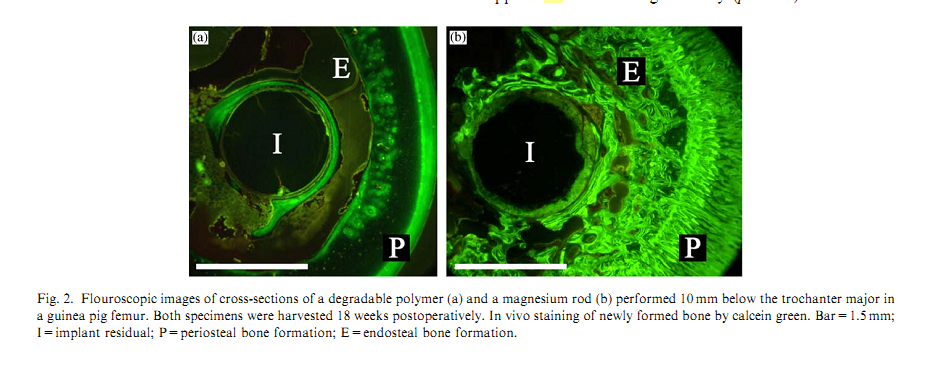 (a)
E
I
P
(b)
E
I
P
Fig. 2. Flouroscopic images of cross-sections of a degradable polymer (a) and a magnesium rod (b) performed 10 mm below the trochanter major in
a guinea pig femur. Both specimens were harvested 18 weeks postoperatively. In vivo staining of newly formed bone by calcein green. Bar = 1.5 mm;
I = implant residual; P = periosteal bone formation; E = endosteal bone formation.